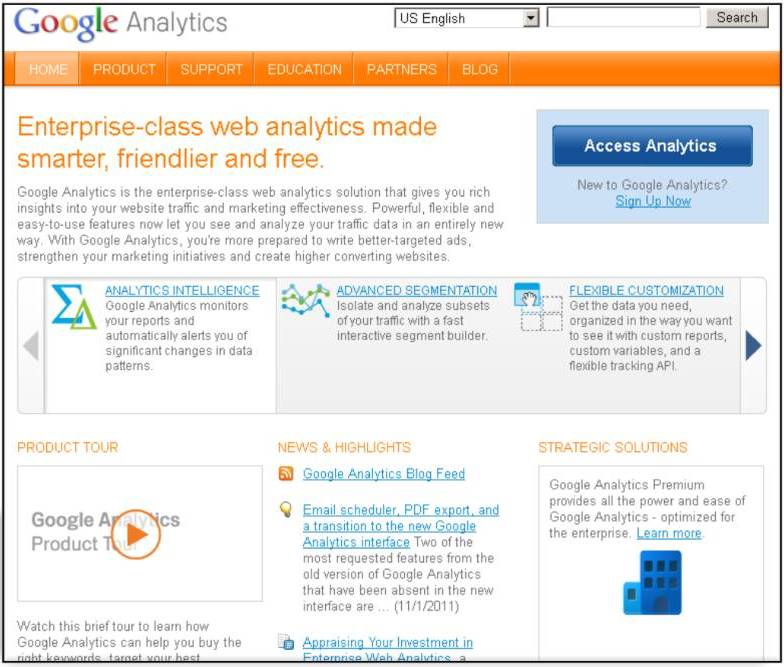 Google Analytics
US English
Search
HOME
PRODUCT
SUPPORT
EDUCATION
PARTNERS
BLOG
Enterprise-class web analytics made
smarter, friendlier and free.
Google Analytics is the enterprise-class web analytics solution that gives you rich
insights into your website traffic and marketing effectiveness. Powerful, flexible and
easy-to-use features now let you see and analyze your traffic data in an entirely new
way. With Google Analytics, you're more prepared to write better-targeted ads,
strengthen your marketing initiatives and create higher converting websites.
Access Analytics
New to Google Analytics?
Sign Up Now
ANALYTICS INTELLIGENCE
Google Analytics monitors
your reports and
automatically alerts you of
significant changes in data
patterns.
ADVANCED SEGMENTATION
Isolate and analyze subsets
of your traffic with a fast
interactive segment builder.
FLEXIBLE CUSTOMIZATION
Get the data you need,
organized in the way you want
to see it with custom reports,
custom variables, and a
flexible tracking API.
PRODUCT TOUR
Google Analytics
Product Tour
Watch this brief tour to learn how
Google Analytics can help you buy the
right keywords, target your best
NEWS & HIGHLIGHTS
Google Analytics Blog Feed
Email scheduler, PDF export, and
a transition to the new Google
Analytics interface Two of the
most requested features from the
old version of Google Analytics
that have been absent in the new
interface are ... (11/1/2011)
Appraising Your Investment in
Enterprise Web Analytics, a
STRATEGIC SOLUTIONS
Google Analytics Premium
provides all the power and ease of
Google Analytics - optimized for
the enterprise. Learn more.